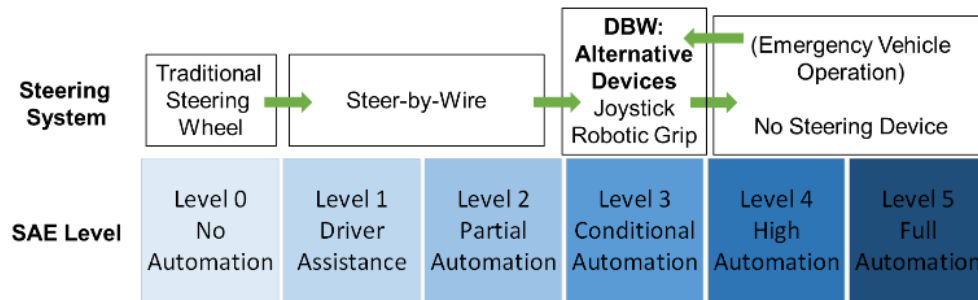 Steering
System
Traditional
Steering
Wheel
Steer-by-Wire
DBW:
Alternative
Devices
Joystick
Robotic Grip
(Emergency Vehicle
Operation)
No Steering Device
SAE Level
Level 0
No
Automation
Level 1
Driver
Assistance
Level 2
Partial
Automation
Level 3
Conditional
Automation
Level 4
High
Automation
Level 5
Full
Automation